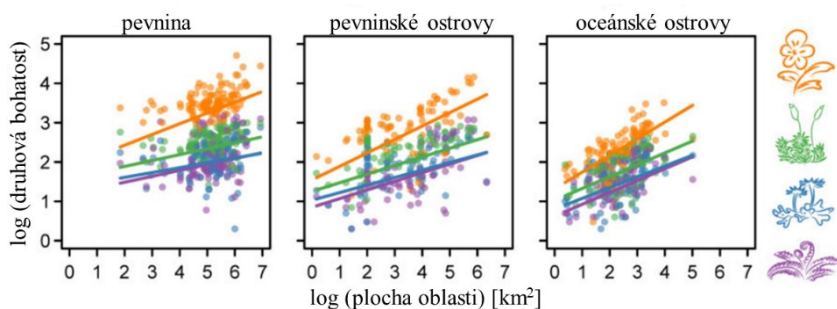 pevnina
pevninské ostrovy
oceánské ostrovy
log (druhová bohatost)
5
4
3
2
1
0
0 1 2 3 4 5 6 7
0 1 2 3 4 5 6 7
0 1 2 3 4 5 6 7
log (plocha oblasti) [km²]